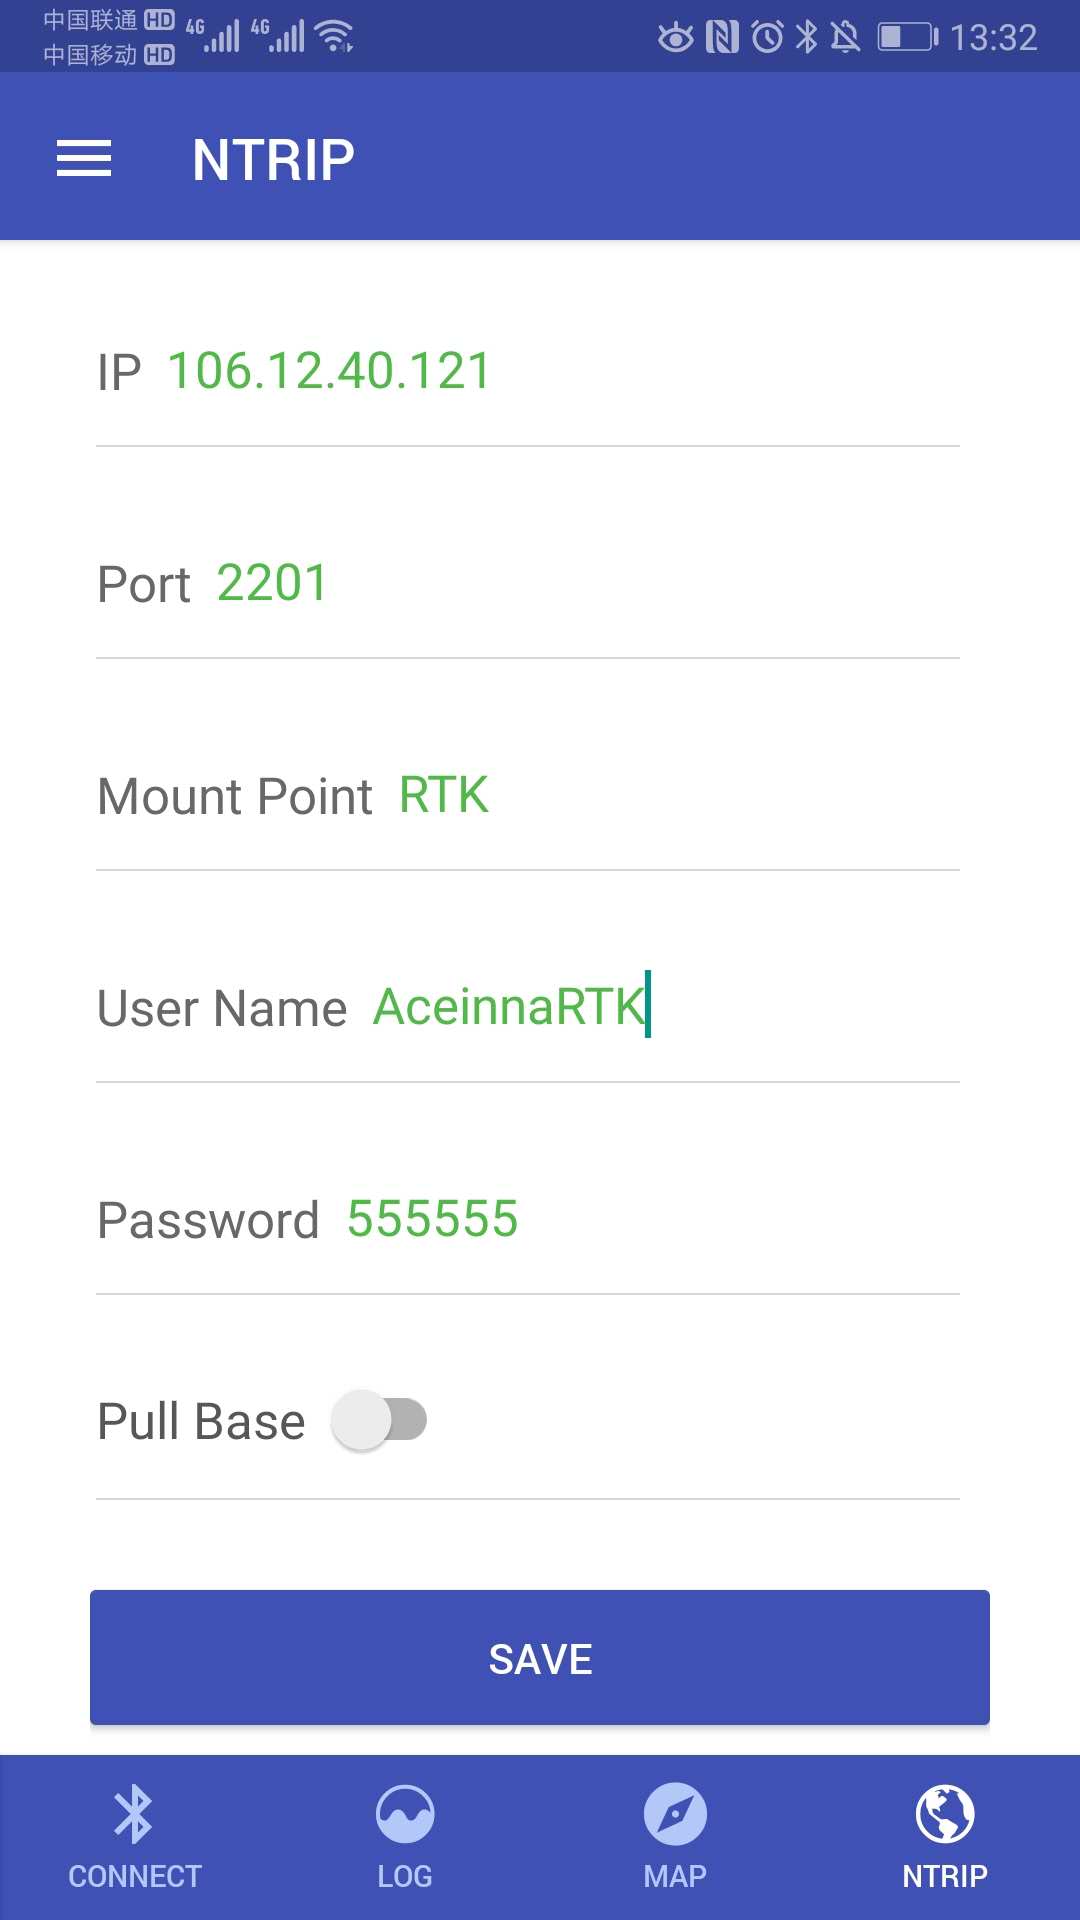 中国联通 HD 4G 4G
中国移动 HD
13:32
NTRIP
IP 106.12.40.121
Port 2201
Mount Point RTK
User Name AceinnaRTK
Password 555555
Pull Base
SAVE
CONNECT LOG MAP NTRIP